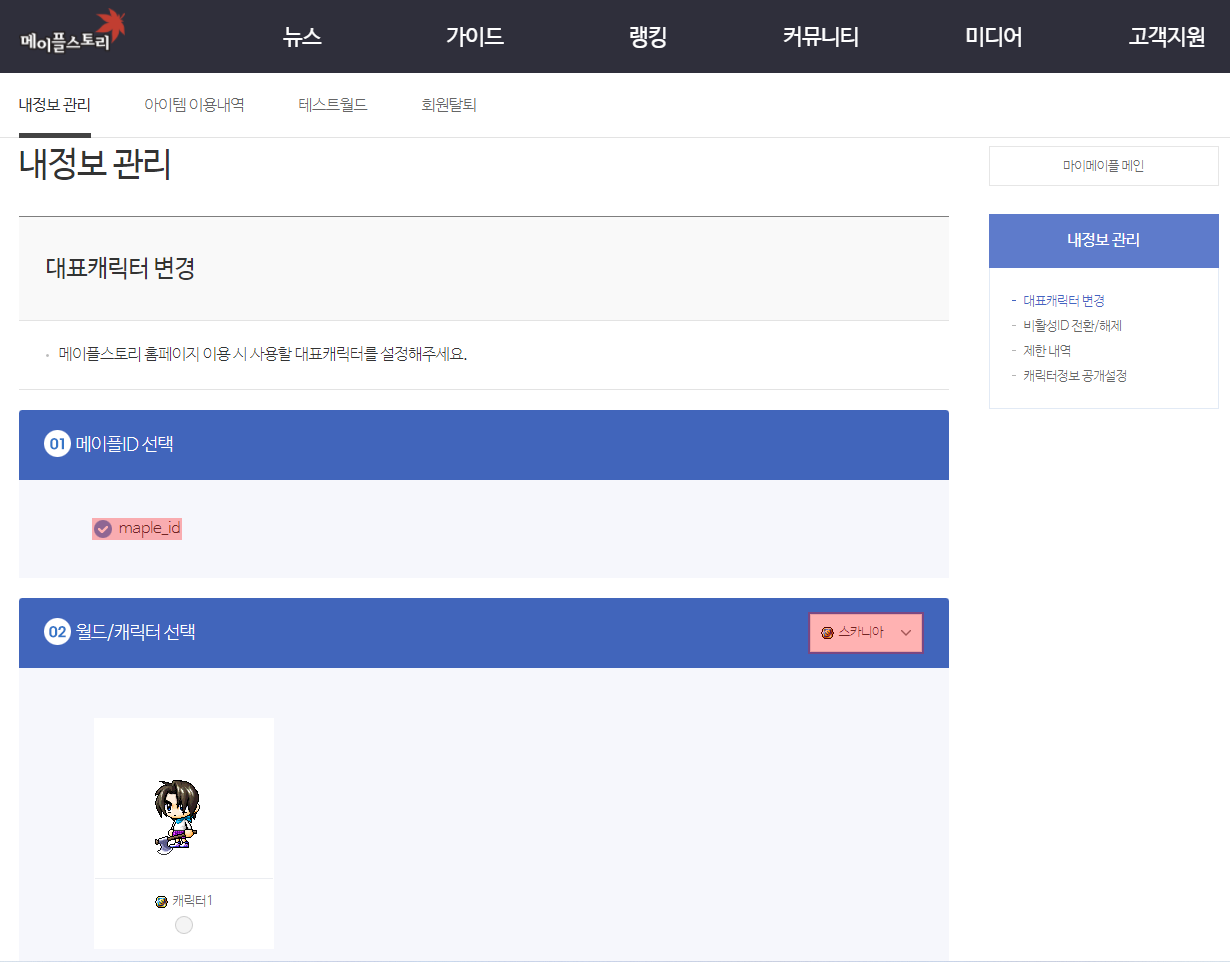 메이플스토리
뉴스 가이드 랭킹 커뮤니티 미디어 고객지원
내정보 관리 아이템 이용내역 테스트월드 회원탈퇴
내정보 관리
마이메이플 메인
내정보 관리
- 대표캐릭터 변경
- 비활성ID 전환/해제
- 제한 내역
- 캐릭터정보 공개설정
대표캐릭터 변경
· 메이플스토리 홈페이지 이용 시 사용할 대표캐릭터를 설정해주세요.
01 메이플ID 선택
maple_id
02 월드/캐릭터 선택
스카니아
캐릭터1